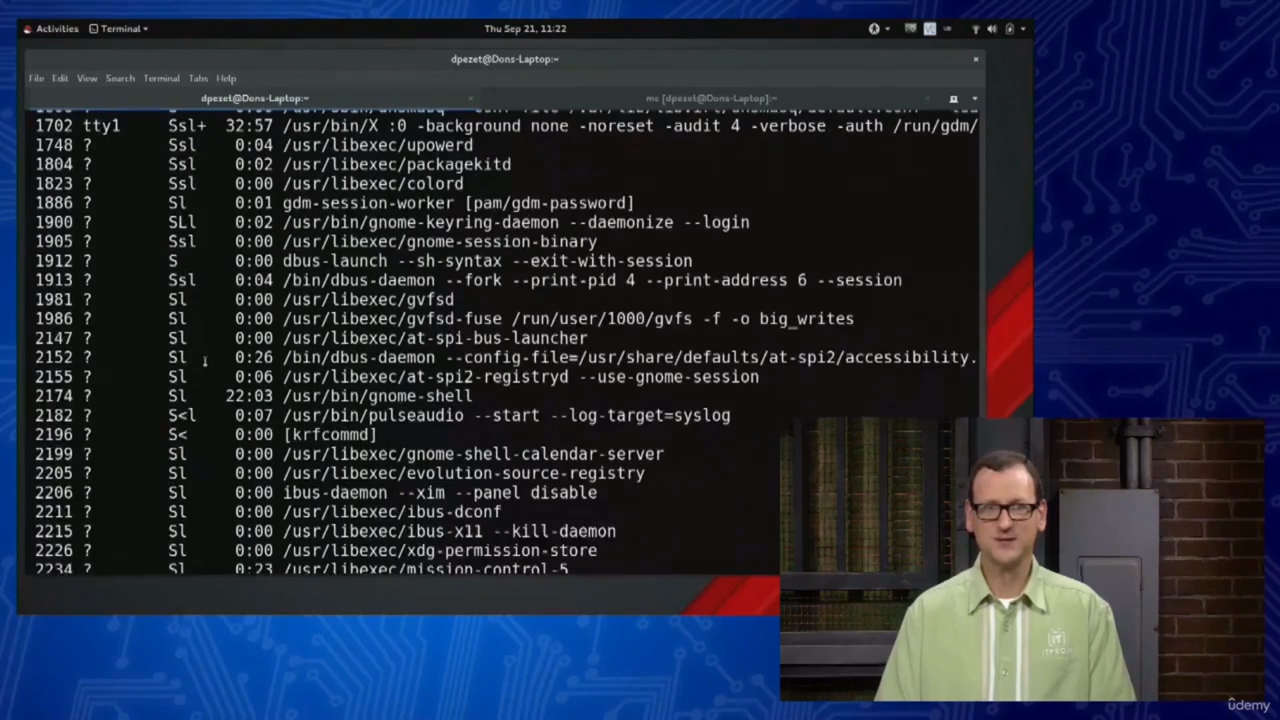 Activities Terminal Thu Sep 21, 11:22
dpezet@Dons-Laptop:~
File Edit View Search Terminal Tabs Help
dpezet@Dons-Laptop:~ mc [dpezet@Dons-Laptop]:~
1702 tty1 Ssl+ 32:57 /usr/bin/X :0 -background none -noreset -audit 4 -verbose -auth /run/gdm/
1748 ? Ssl 0:04 /usr/libexec/upowerd
1804 ? Ssl 0:02 /usr/libexec/packagekitd
1823 ? Ssl 0:00 /usr/libexec/colord
1886 ? Sl 0:01 gdm-session-worker [pam/gdm-password]
1900 ? SLl 0:02 /usr/bin/gnome-keyring-daemon --daemonize --login
1905 ? Ssl 0:00 /usr/libexec/gnome-session-binary
1912 ? S 0:00 dbus-launch --sh-syntax --exit-with-session
1913 ? Ssl 0:04 /bin/dbus-daemon --fork --print-pid 4 --print-address 6 --session
1981 ? Sl 0:00 /usr/libexec/gvfsd
1986 ? Sl 0:00 /usr/libexec/gvfsd-fuse /run/user/1000/gvfs -f -o big_writes
2147 ? Sl 0:00 /usr/libexec/at-spi-bus-launcher
2152 ? Sl 0:26 /bin/dbus-daemon --config-file=/usr/share/defaults/at-spi2/accessibility.
2155 ? Sl 0:06 /usr/libexec/at-spi2-registryd --use-gnome-session
2174 ? Sl 22:03 /usr/bin/gnome-shell
2182 ? S<l 0:07 /usr/bin/pulseaudio --start --log-target=syslog
2196 ? S< 0:00 [krfcommd]
2199 ? Sl 0:00 /usr/libexec/gnome-shell-calendar-server
2205 ? Sl 0:00 /usr/libexec/evolution-source-registry
2206 ? Sl 0:00 ibus-daemon --xim --panel disable
2211 ? Sl 0:00 /usr/libexec/ibus-dconf
2215 ? Sl 0:00 /usr/libexec/ibus-x11 --kill-daemon
2226 ? Sl 0:00 /usr/libexec/xdg-permission-store
2234 ? Sl 0:23 /usr/libexec/mission-control-5
udemy